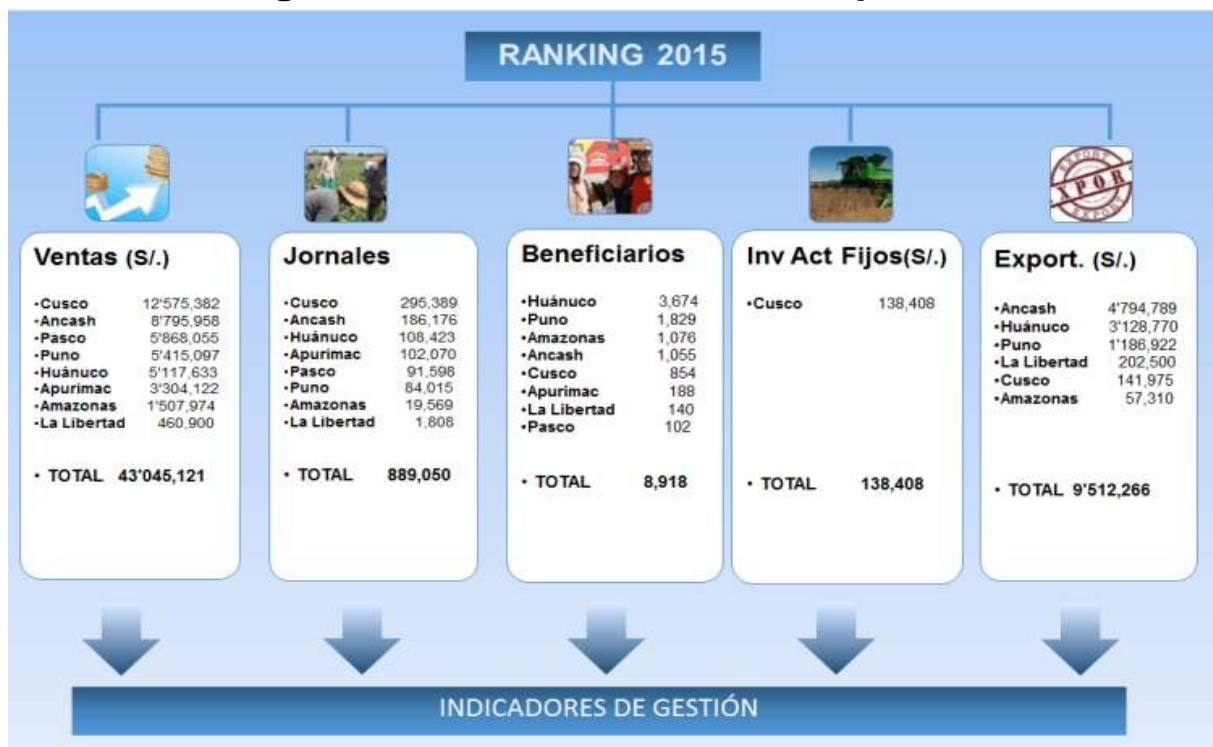 RANKING 2015
EXPORT
XPOR
EXPORT
Ventas (S/.)
•Cusco 12'575,382
•Ancash 8'795,958
•Pasco 5'868,055
•Puno 5'415,097
•Huánuco 5'117,633
•Apurimac 3'304,122
•Amazonas 1'507,974
•La Libertad 460,900
• TOTAL 43'045,121
Jornales
•Cusco 295,389
•Ancash 186,176
•Huánuco 108,423
•Apurimac 102,070
•Pasco 91,598
•Puno 84,015
•Amazonas 19,569
•La Libertad 1,808
• TOTAL 889,050
Beneficiarios
•Huánuco 3,674
•Puno 1,829
•Amazonas 1,076
•Ancash 1,055
•Cusco 854
•Apurimac 188
•La Libertad 140
•Pasco 102
• TOTAL 8,918
Inv Act Fijos(S/.)
•Cusco 138,408
• TOTAL 138,408
Export. (S/.)
•Ancash 4'794,789
•Huánuco 3'128,770
•Puno 1'186,922
•La Libertad 202,500
•Cusco 141,975
•Amazonas 57,310
• TOTAL 9'512,266
INDICADORES DE GESTIÓN